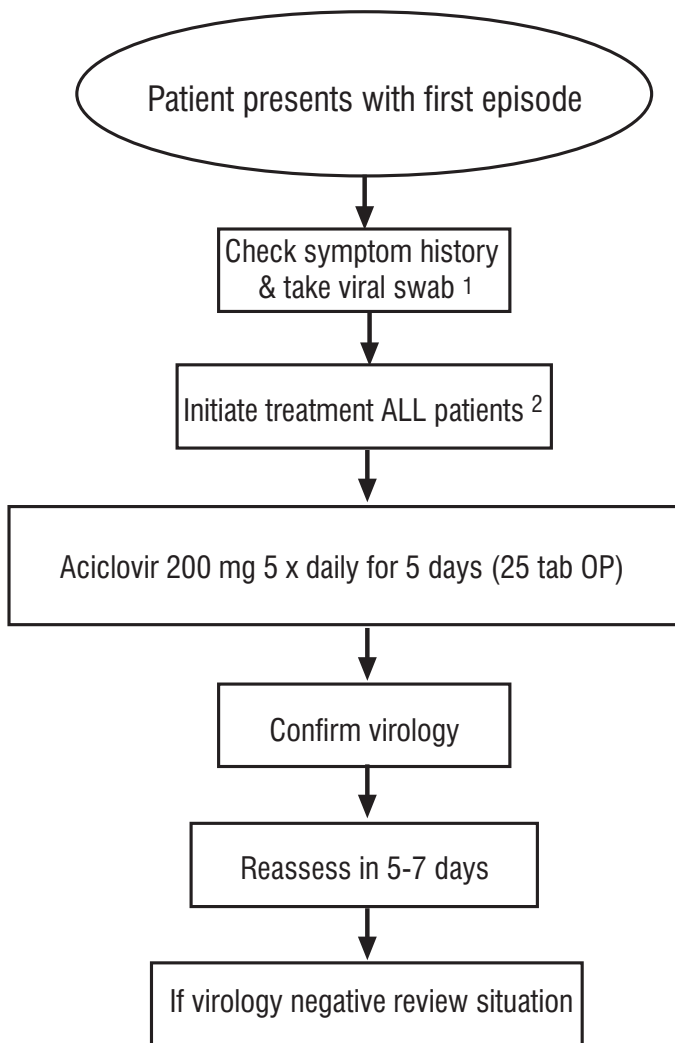 Patient presents with first episode
Check symptom history
& take viral swab 1
Initiate treatment ALL patients 2
Aciclovir 200 mg 5 x daily for 5 days (25 tab OP)
Confirm virology
Reassess in 5-7 days
If virology negative review situation